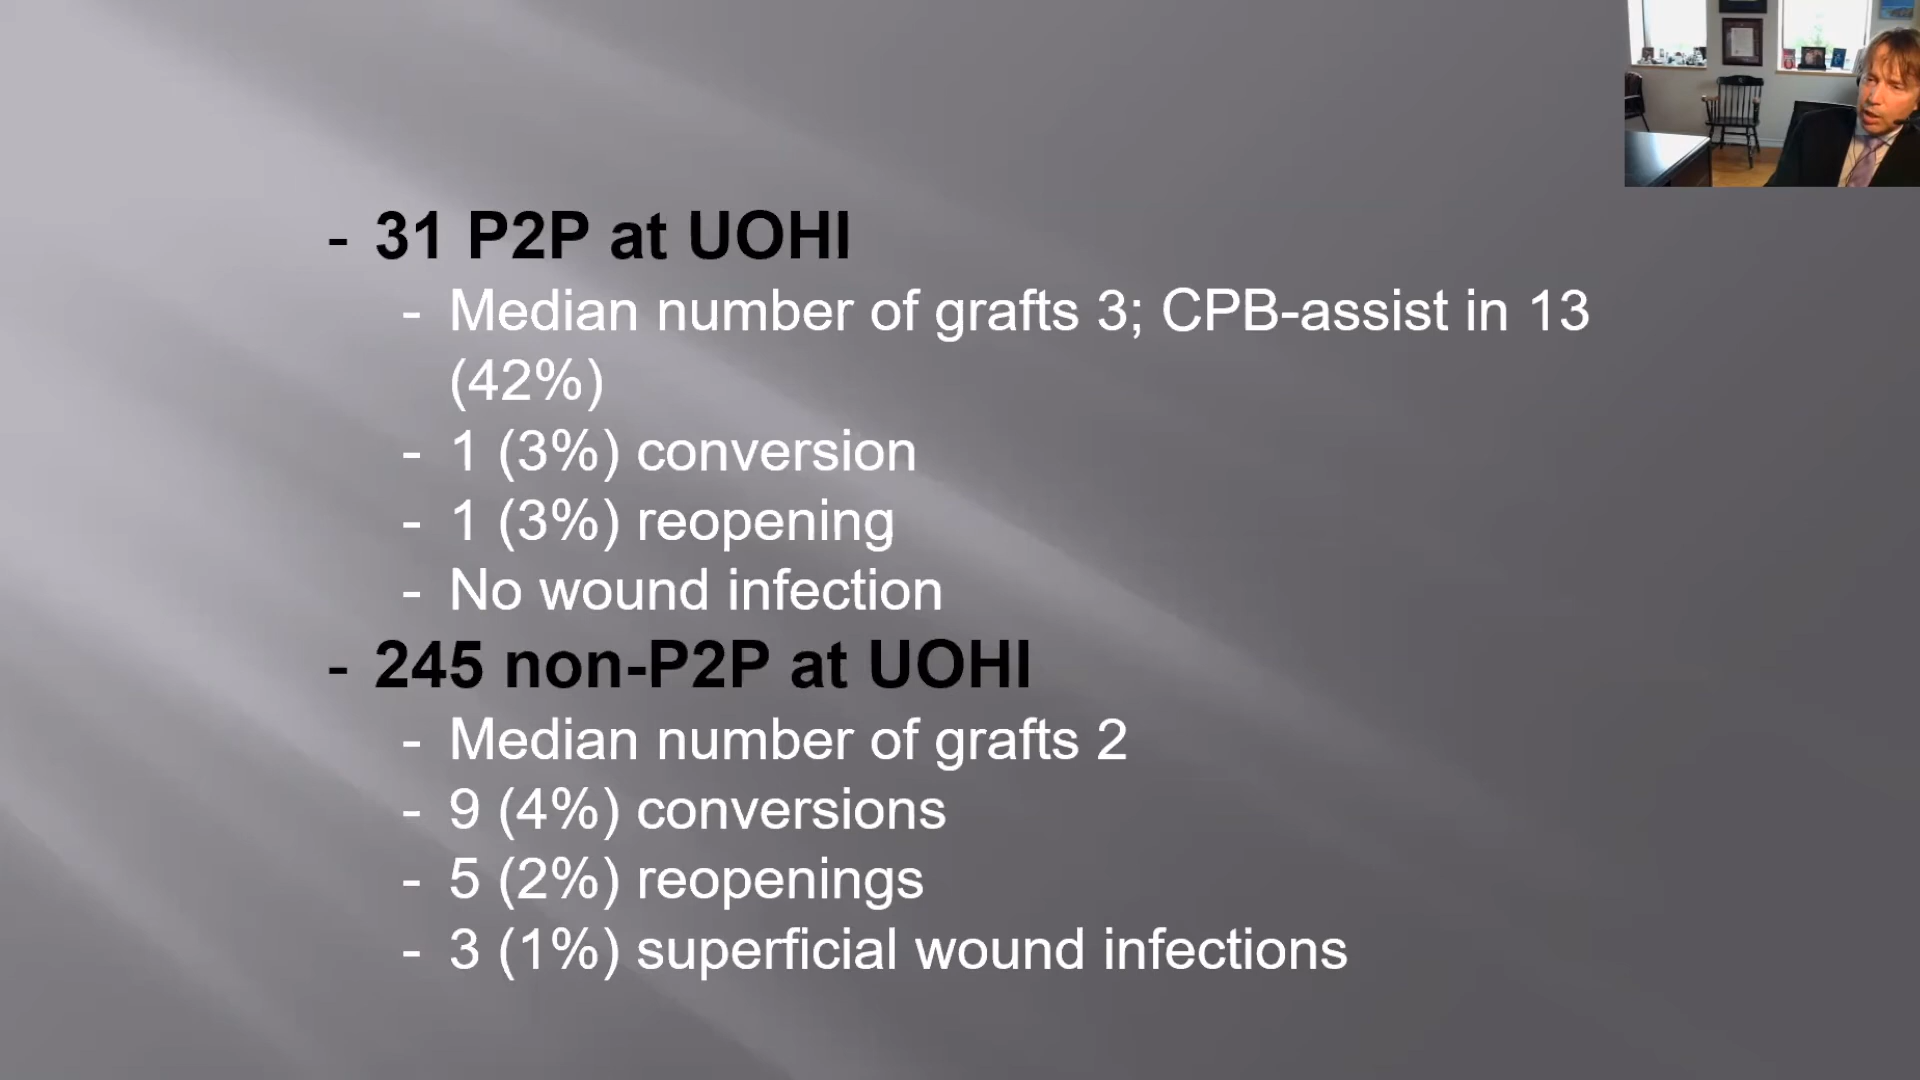 - 31 P2P at UOHI
- Median number of grafts 3; CPB-assist in 13
(42%)
- 1 (3%) conversion
- 1 (3%) reopening
- No wound infection
- 245 non-P2P at UOHI
- Median number of grafts 2
- 9 (4%) conversions
- 5 (2%) reopenings
- 3 (1%) superficial wound infections